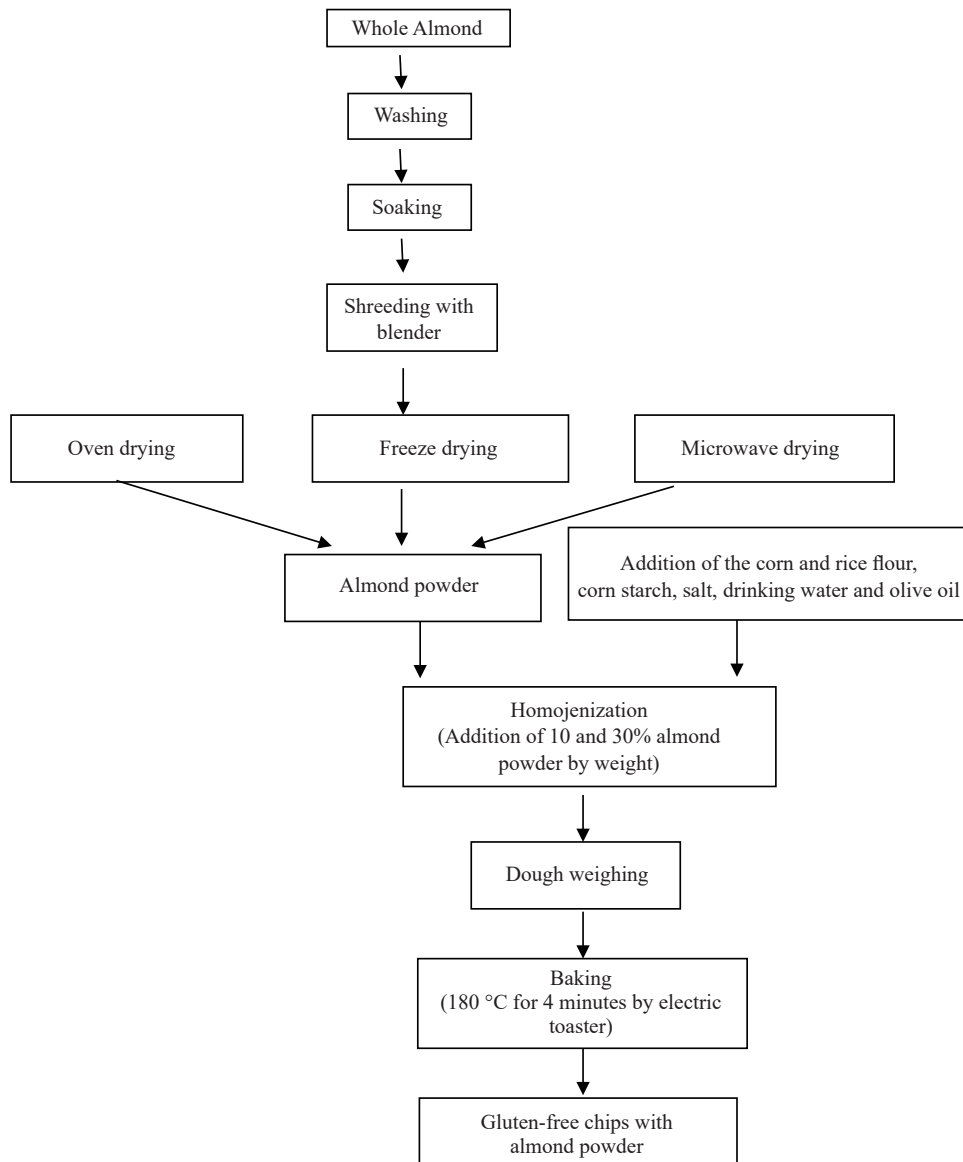 Whole Almond
Washing
Soaking
Shreeding with
blender
Oven drying
Freeze drying
Microwave drying
Almond powder
Addition of the corn and rice flour,
corn starch, salt, drinking water and olive oil
Homojenization
(Addition of 10 and 30% almond
powder by weight)
Dough weighing
Baking
(180 °C for 4 minutes by electric
toaster)
Gluten-free chips with
almond powder